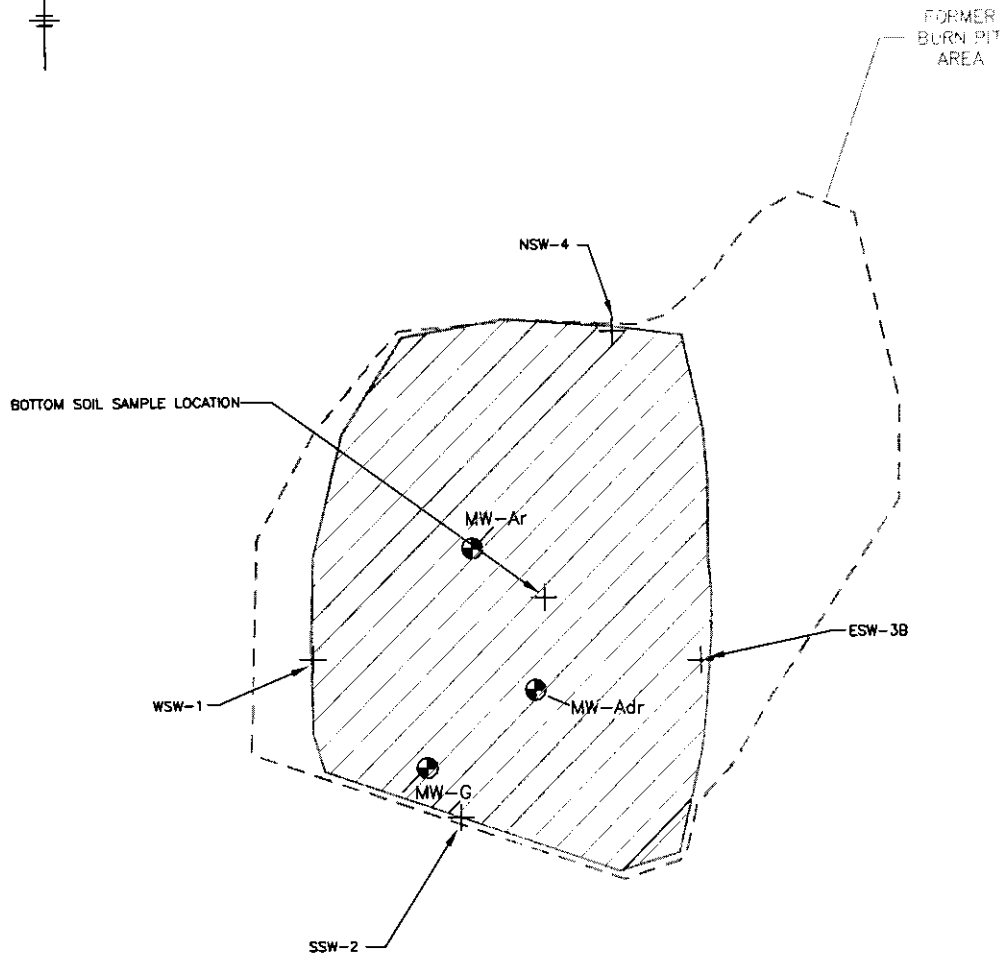 FORMER
BURN PIT
AREA
NSW-4
BOTTOM SOIL SAMPLE LOCATION
MW-Ar
ESW-3B
WSW-1
MW-Adr
MW-G
SSW-2